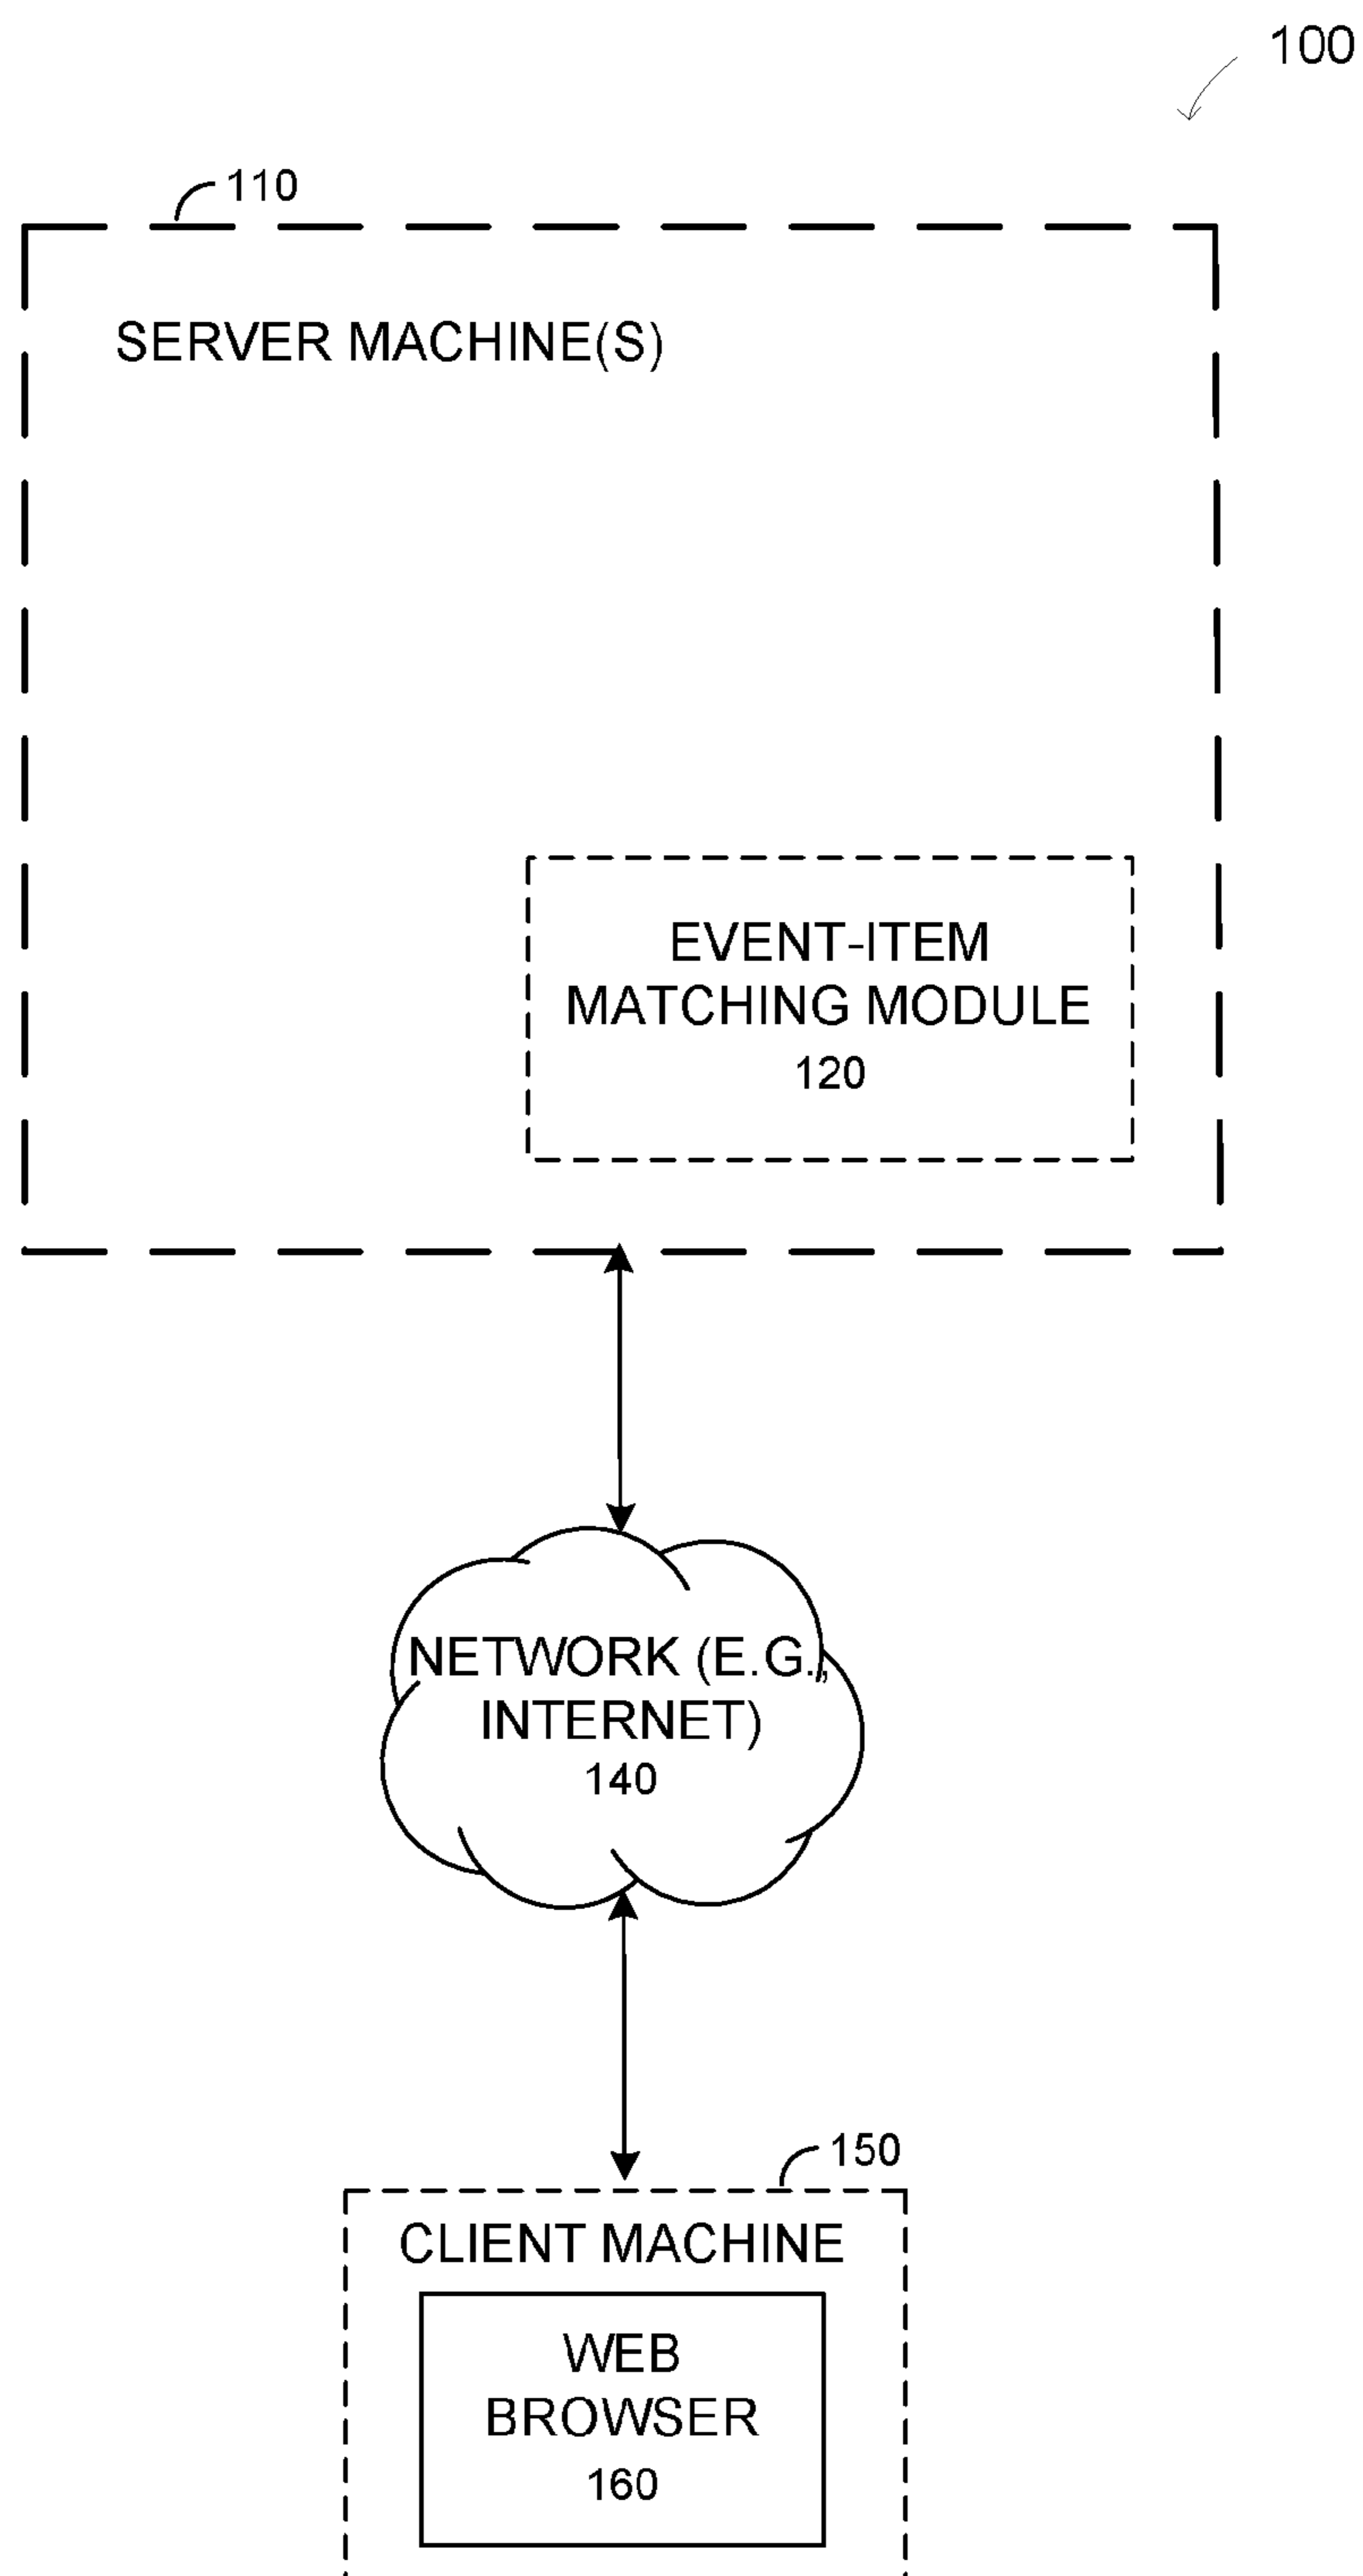 100
110
SERVER MACHINE(S)
EVENT-ITEM
MATCHING MODULE
120
NETWORK (E.G.,
INTERNET)
140
150
CLIENT MACHINE
WEB
BROWSER
160